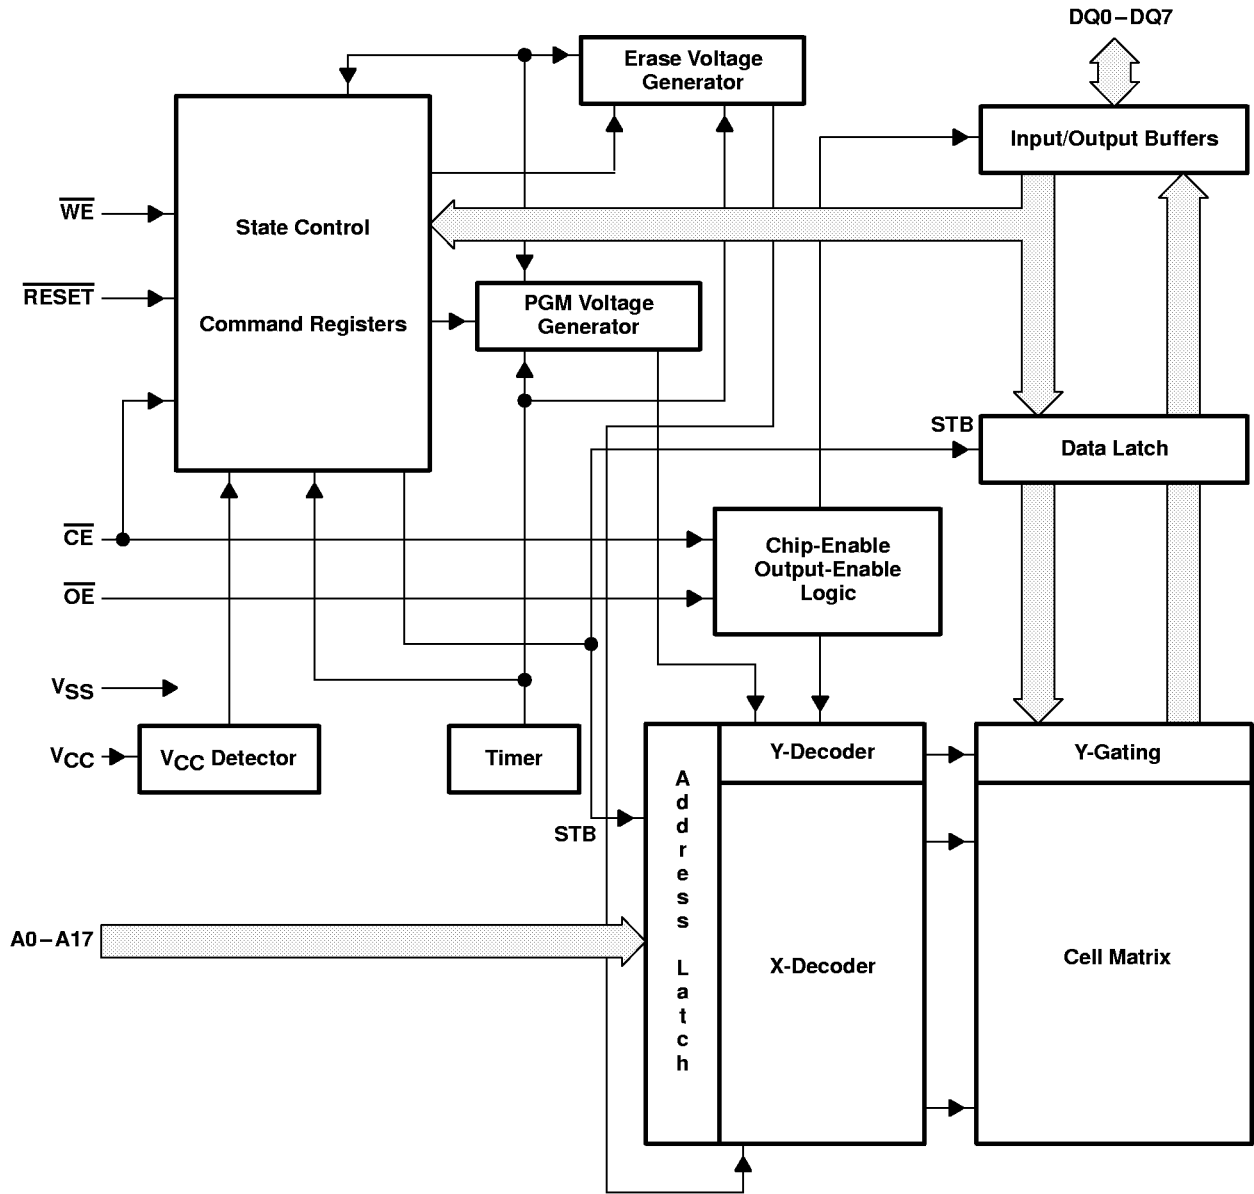 DQ0–DQ7
Erase Voltage
Generator
Input/Output Buffers
WE
State Control
RESET
Command Registers
PGM Voltage
Generator
STB
Data Latch
CE
Chip-Enable
Output-Enable
Logic
OE
VSS
VCC
VCC Detector
Timer
Y-Decoder
Y-Gating
Address Latch
STB
A0–A17
X-Decoder
Cell Matrix